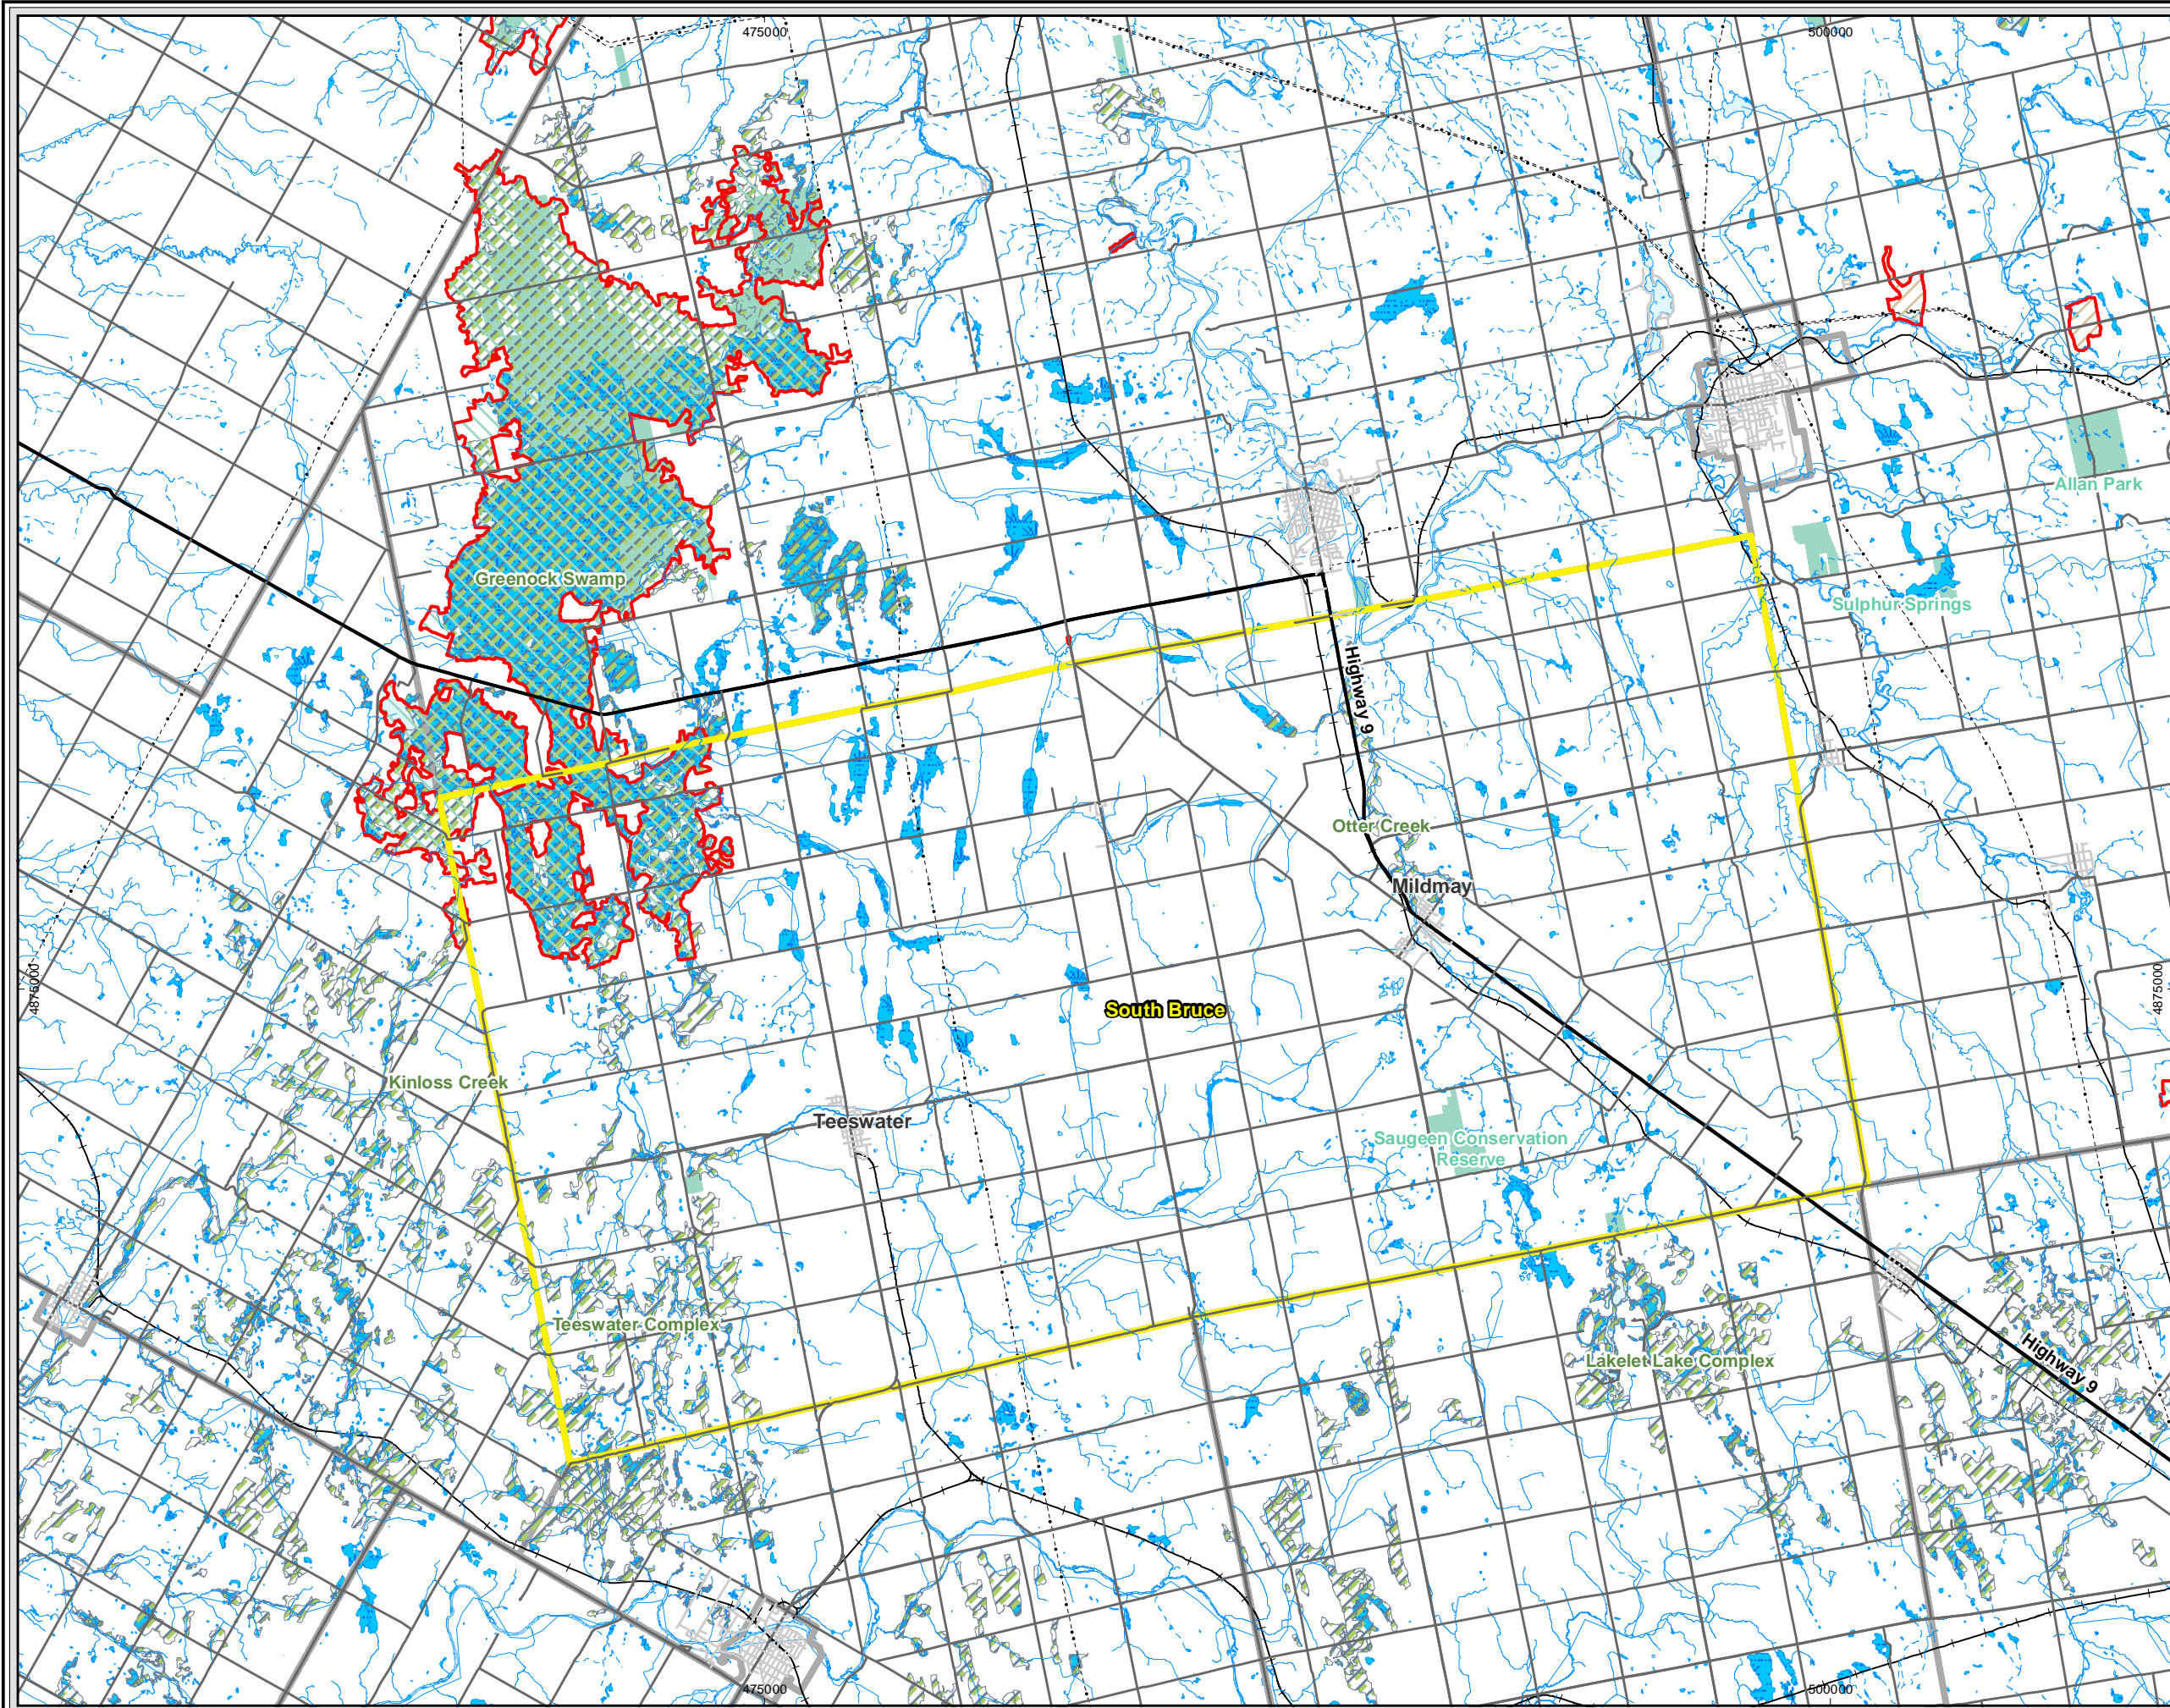 475000
500000
Allan Park
Greenock Swamp
Sulphur Springs
Highway 9
Otter Creek
Mildmay
4875000
4875000
South Bruce
Kinloss Creek
Teeswater
Saugeen Conservation
Reserve
Teeswater Complex
Lakelet Lake Complex
Highway 9
475000
500000